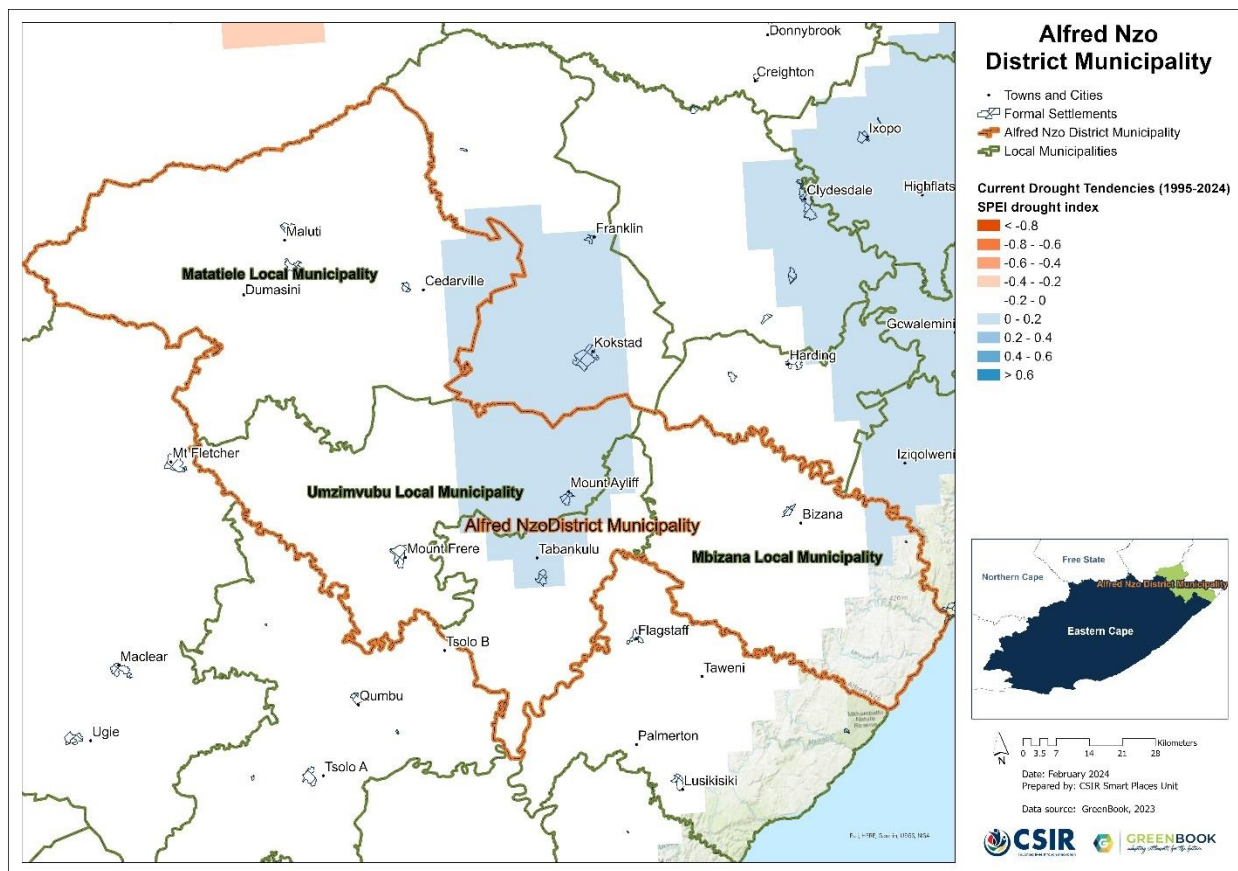 Alfred Nzo
District Municipality
Towns and Cities
Formal Settlements
Alfred Nzo District Municipality
Local Municipalities
Current Drought Tendencies (1995-2024)
SPEI drought index
< -0.8
-0.8 - -0.6
-0.6 - -0.4
-0.4 - -0.2
-0.2 - 0
0 - 0.2
0.2 - 0.4
0.4 - 0.6
> 0.6
Donnybrook
Creighton
Ixopo
Clydesdale
Highflats
Maluti
Franklin
Matatiele Local Municipality
Dumasini
Cedarville
Gcwalemini
Kokstad
Harding
Mt Fletcher
Iziqolweni
Umzimvubu Local Municipality
Mount Ayliff
Bizana
Alfred NzoDistrict Municipality
Mount Frere
Tabankulu
Mbizana Local Municipality
Flagstaff
Tsolo B
Maclear
Taweni
Alfred Nzo
Qumbu
Mkhambathi
Nature
Reserve
Ugie
Palmerton
Tsolo A
Lusikisiki
Free State
Northern Cape
Alfred Nzo District Municipality
Eastern Cape
N
Kilometers
0 3.5 7 14 21 28
Date: February 2024
Prepared by: CSIR Smart Places Unit
Data source: GreenBook, 2023
CSIR
GREENBOOK